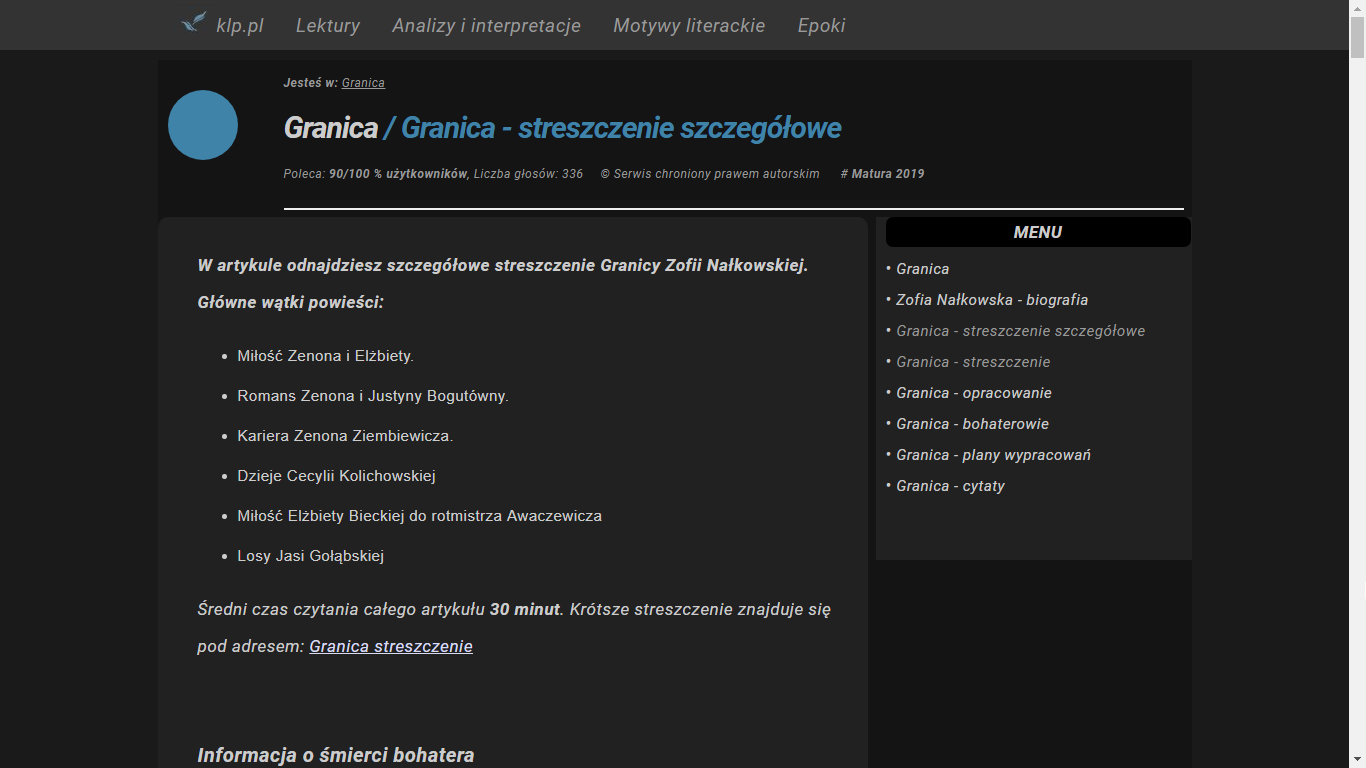 klp.pl Lektury Analizy i interpretacje Motywy literackie Epoki
Jesteś w: Granica
Granica / Granica - streszczenie szczegółowe
Poleca: 90/100 % użytkowników, Liczba głosów: 336 © Serwis chroniony prawem autorskim # Matura 2019
W artykule odnajdziesz szczegółowe streszczenie Granicy Zofii Nałkowskiej.
Główne wątki powieści:
• Miłość Zenona i Elżbiety.
• Romans Zenona i Justyny Bogutówny.
• Kariera Zenona Ziembiewicza.
• Dzieje Cecylii Kolichowskiej
• Miłość Elżbiety Bieckiej do rotmistrza Awaczewicza
• Losy Jasi Gołąbskiej
Średni czas czytania całego artykułu 30 minut. Krótsze streszczenie znajduje się
pod adresem: Granica streszczenie
Informacja o śmierci bohatera
MENU
• Granica
• Zofia Nałkowska - biografia
• Granica - streszczenie szczegółowe
• Granica - streszczenie
• Granica - opracowanie
• Granica - bohaterowie
• Granica - plany wypracowań
• Granica - cytaty